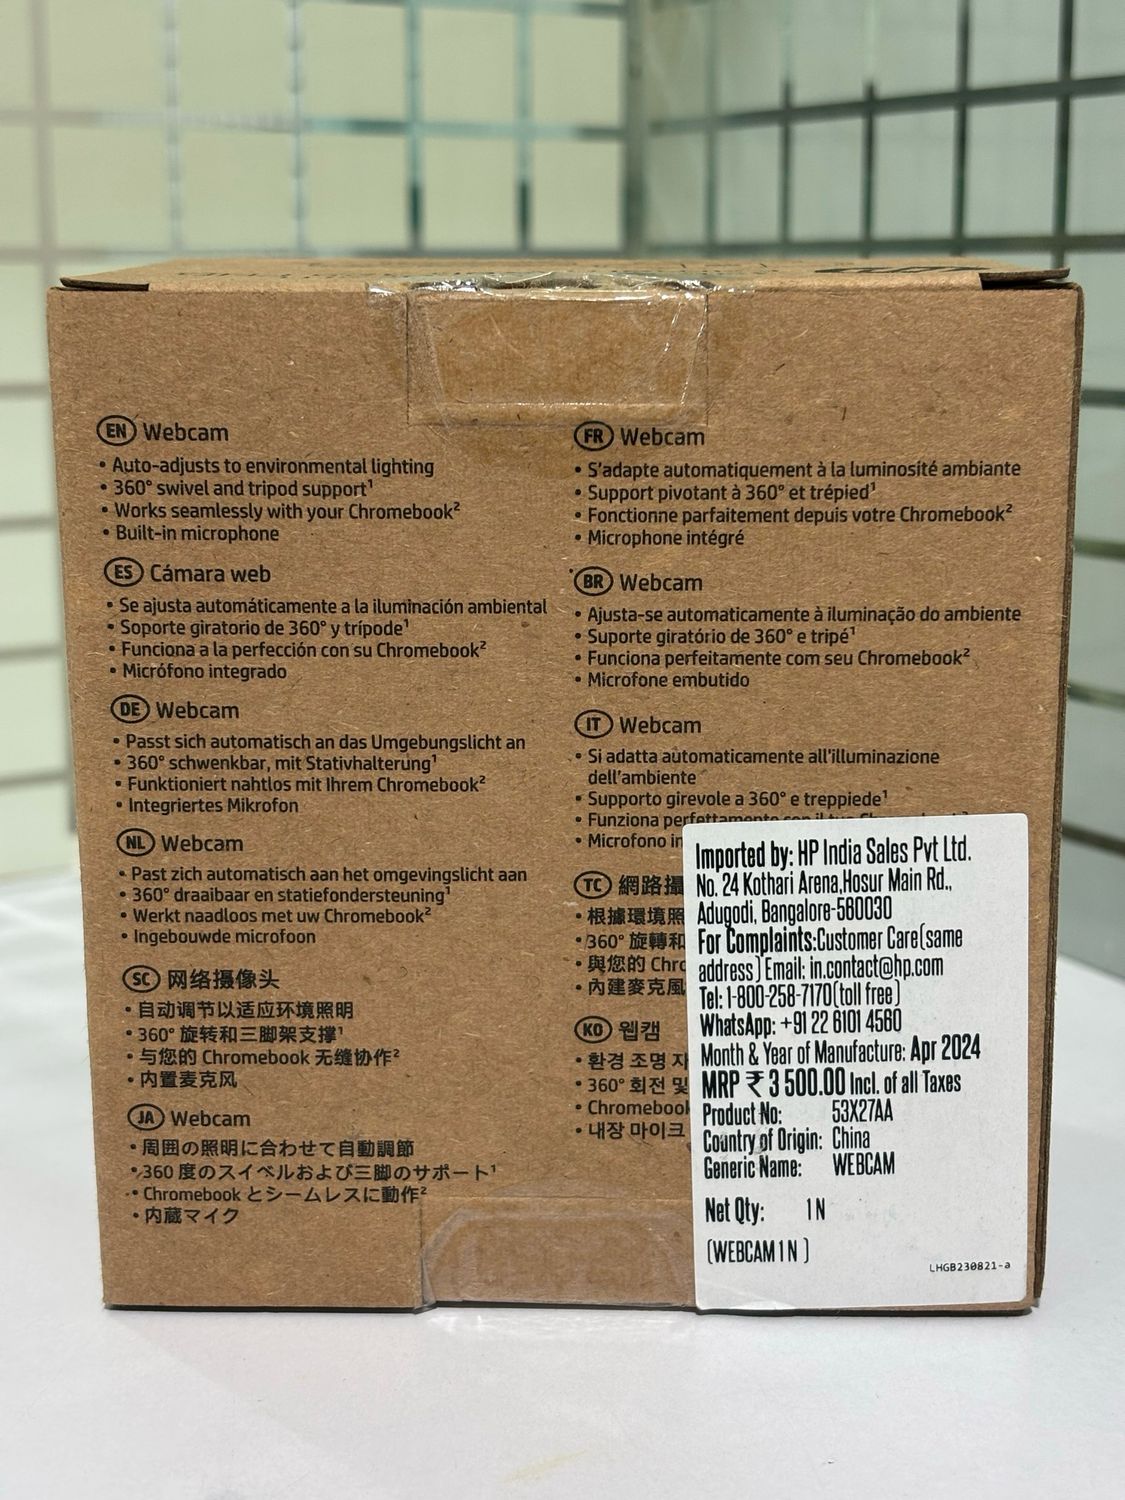 EN Webcam
• Auto-adjusts to environmental lighting
• 360° swivel and tripod support¹
• Works seamlessly with your Chromebook²
• Built-in microphone
ES Cámara web
• Se ajusta automáticamente a la iluminación ambiental
• Soporte giratorio de 360° y trípode¹
• Funciona a la perfección con su Chromebook²
• Micrófono integrado
DE Webcam
• Passt sich automatisch an das Umgebungslicht an
• 360° schwenkbar, mit Stativhalterung¹
• Funktioniert nahtlos mit Ihrem Chromebook²
• Integriertes Mikrofon
NL Webcam
• Past zich automatisch aan het omgevingslicht aan
• 360° draaibaar en statiefondersteuning¹
• Werkt naadloos met uw Chromebook²
• Ingebouwde microfoon
SC 网络摄像头
• 自动调节以适应环境照明
• 360° 旋转和三脚架支撑¹
• 与您的 Chromebook 无缝协作²
• 内置麦克风
JA Webcam
• 周囲の照明に合わせて自動調節
• 360 度のスイベルおよび三脚のサポート¹
• Chromebook とシームレスに動作²
• 内蔵マイク
FR Webcam
• S'adapte automatiquement à la luminosité ambiante
• Support pivotant à 360° et trépied¹
• Fonctionne parfaitement depuis votre Chromebook²
• Microphone intégré
BR Webcam
• Ajusta-se automaticamente à iluminação do ambiente
• Suporte giratório de 360° e tripé¹
• Funciona perfeitamente com seu Chromebook²
• Microfone embutido
IT Webcam
• Si adatta automaticamente all'illuminazione
dell'ambiente
• Supporto girevole a 360° e treppiede¹
• Funziona perfettamente con il tuo
• Microfono in
TC 網路攝
• 根據環境照
• 360° 旋轉和
• 與您的 Chro
• 內建麥克風
KO 웹캠
• 환경 조명 자
• 360° 회전 및
• Chromebook
• 내장 마이크
Imported by: HP India Sales Pvt Ltd.
No. 24 Kothari Arena,Hosur Main Rd.,
Adugodi, Bangalore-560030
For Complaints:Customer Care(same
address) Email: in.contact@hp.com
Tel: 1-800-258-7170(toll free)
WhatsApp: +91 22 6101 4560
Month & Year of Manufacture: Apr 2024
MRP ₹ 3 500.00 Incl. of all Taxes
Product No: 53X27AA
Country of Origin: China
Generic Name: WEBCAM
Net Qty: 1 N
(WEBCAM 1 N )
LHGB230821-a